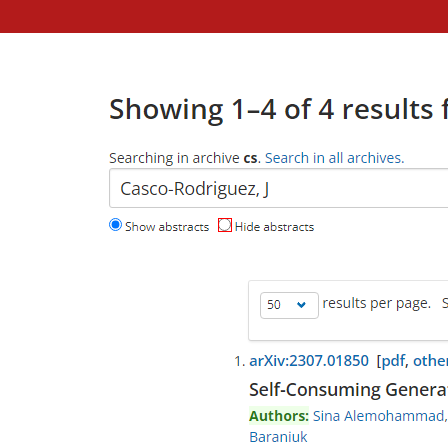 Showing 1–4 of 4 results
Searching in archive cs. Search in all archives.
Casco-Rodriguez, J
Show abstracts Hide abstracts
50 results per page. S
1. arXiv:2307.01850 [pdf, othe
Self-Consuming Genera
Authors: Sina Alemohammad,
Baraniuk